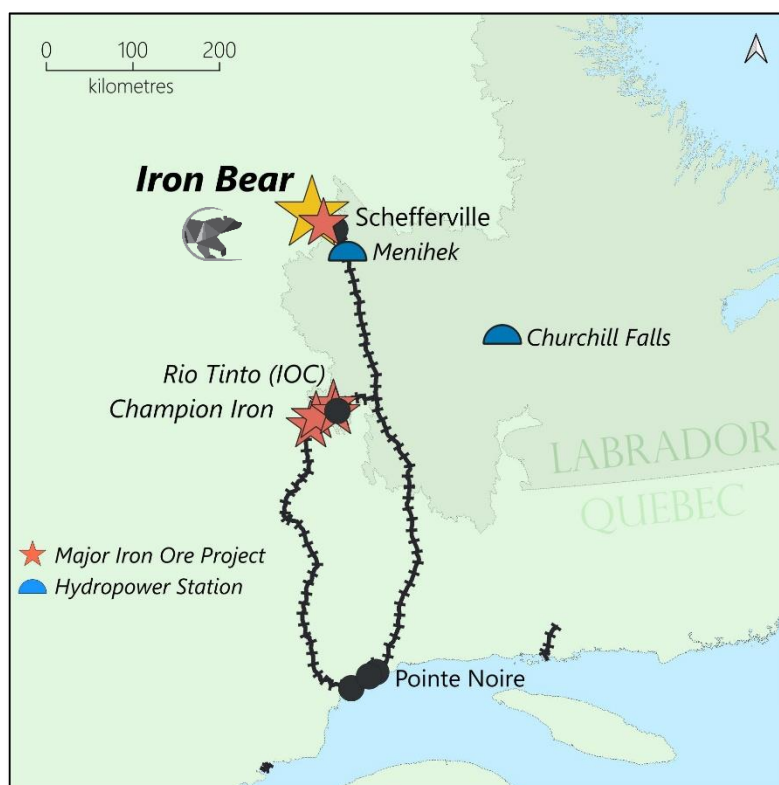 0 100 200
kilometres
Iron Bear
Schefferville
Menihek
Churchill Falls
Rio Tinto (IOC)
Champion Iron
LABRADOR
QUEBEC
Major Iron Ore Project
Hydropower Station
Pointe Noire